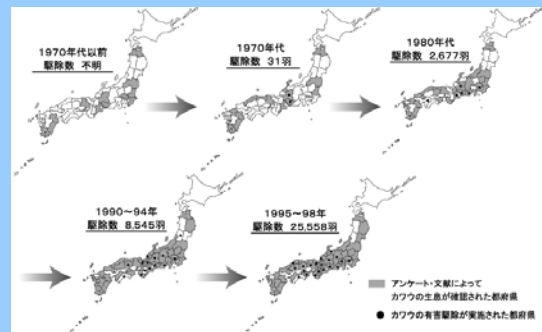 1970年代以前
駆除数 不明
1970年代
駆除数 31羽
1980年代
駆除数 2,677羽
1990～94年
駆除数 8,545羽
1995～98年
駆除数 25,558羽
アンケート・文献によって
カワウの生息が確認された都府県
カワウの有害駆除が実施された都府県